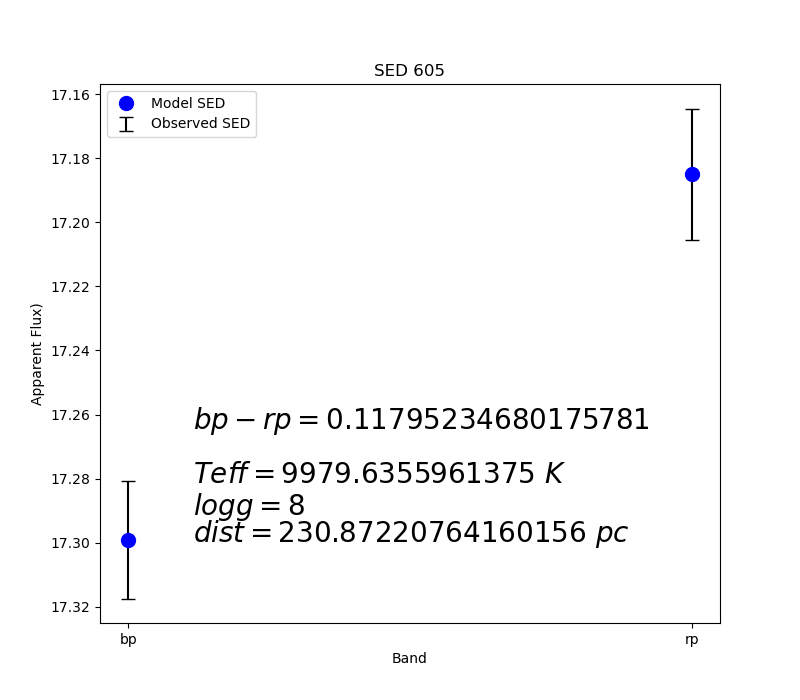 SED 605
17.16
17.18
17.20
17.22
17.24
17.26
17.28
17.30
17.32
Apparent Flux)
Model SED
Observed SED
bp − rp = 0.11795234680175781
Teff = 9979.6355961375 K
logg = 8
dist = 230.87220764160156 pc
bp rp
Band